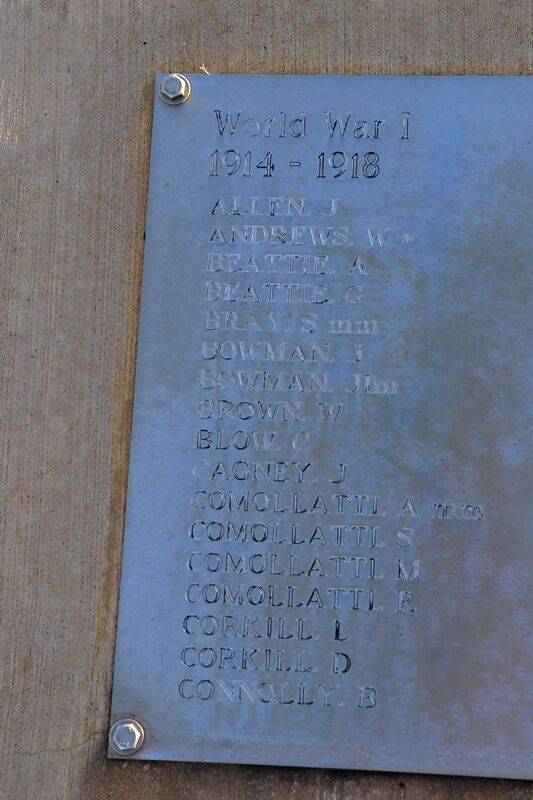 World War I
1914 - 1918
ALLEN. J
ANDREWS. W *
BEATTIE. A
BEATTIE. G
BRAY. S mm
BOWMAN. J
BOWMAN. Jim
BROWN. W
BLOW. C
CAGNEY. J
COMOLLATTI. A m.m
COMOLLATTI. S
COMOLLATTI. M
COMOLLATTI. R
CORKILL. L
CORKILL. D
CONNOLLY. B